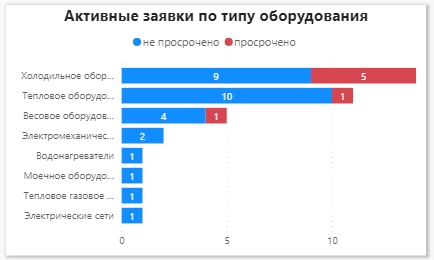 Активные заявки по типу оборудования
не просрочено просрочено
Холодильное обор... 9 5
Тепловое оборудо... 10 1
Весовое оборудов... 4 1
Электромеханичес... 2
Водонагреватели 1
Моечное оборудо... 1
Тепловое газовое ... 1
Электрические сети 1
0 5 10